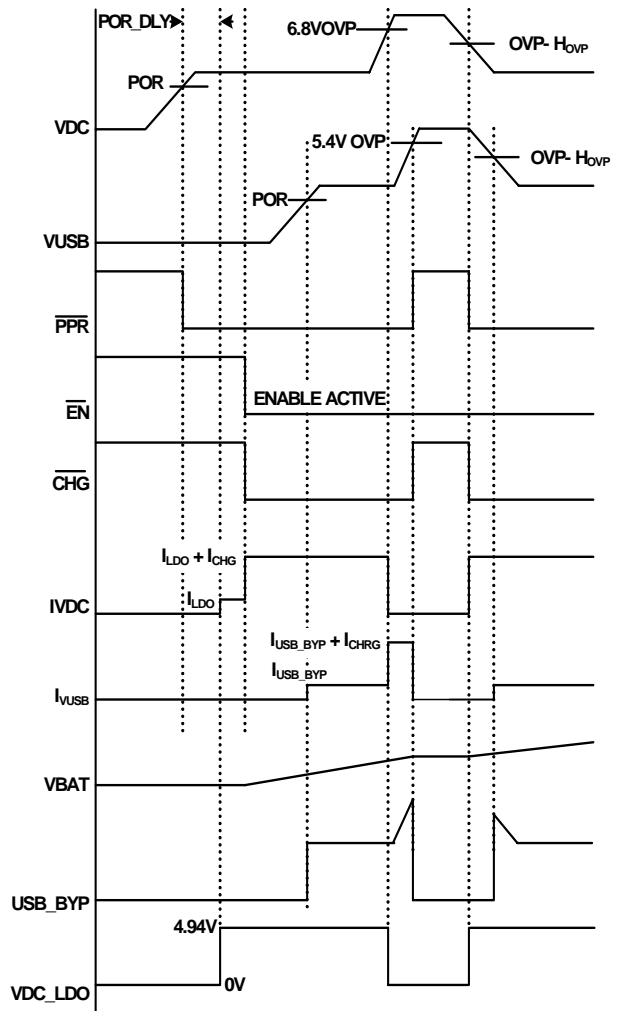 POR_DLY
6.8VOVP
OVP- HOVP
POR
VDC
5.4V OVP
OVP- HOVP
POR
VUSB
PPR
ENABLE ACTIVE
EN
CHG
ILDO + ICHG
ILDO
IVDC
IUSB_BYP + ICHRG
IUSB_BYP
IVUSB
VBAT
USB_BYP
4.94V
0V
VDC_LDO